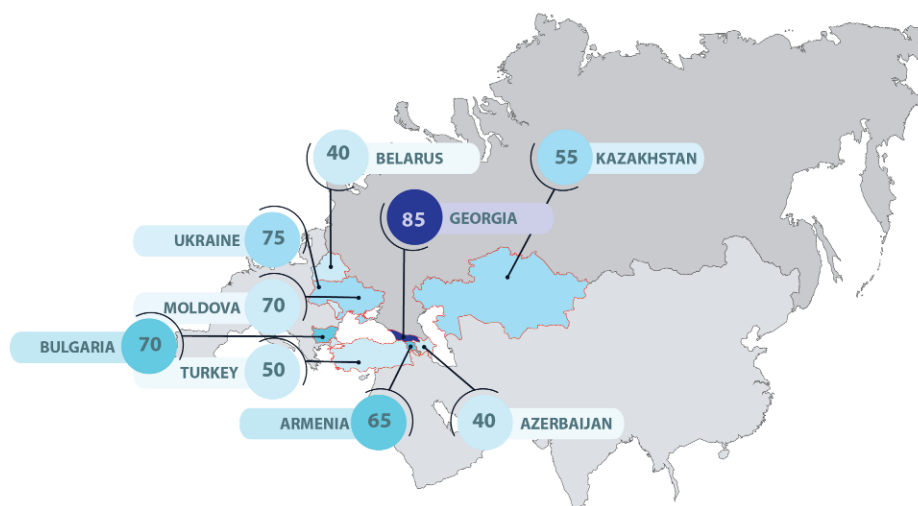 40 BELARUS
55 KAZAKHSTAN
85 GEORGIA
UKRAINE 75
MOLDOVA 70
BULGARIA 70
TURKEY 50
ARMENIA 65
40 AZERBAIJAN